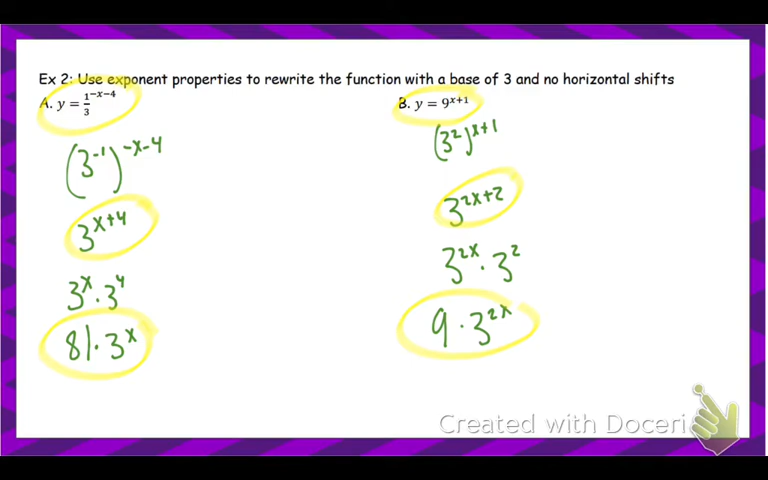 Ex 2: Use exponent properties to rewrite the function with a base of 3 and no horizontal shifts
A. y = 1/3^(-x-4)
(3^-1)^(-x-4)
3^(x+4)
3^x · 3^4
81 · 3^x
B. y = 9^(x+1)
(3^2)^(x+1)
3^(2x+2)
3^(2x) · 3^2
9 · 3^(2x)
Created with Doceri